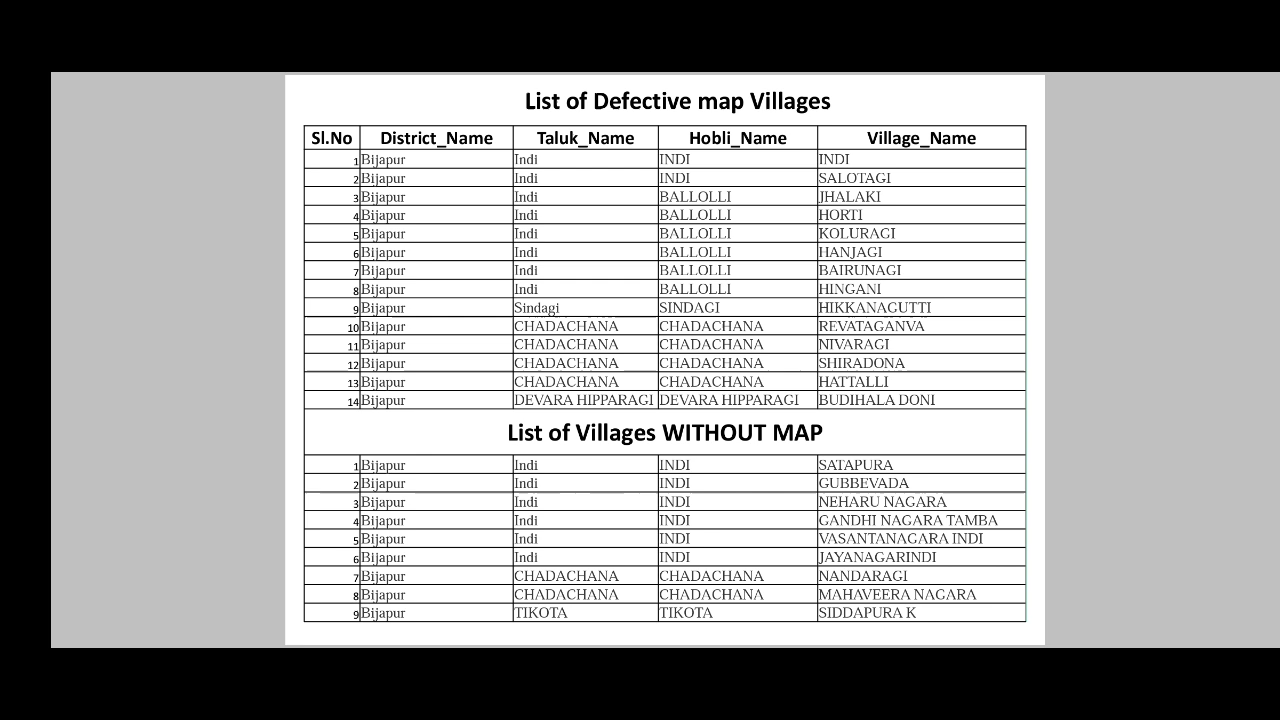 List of Defective map Villages
Sl.No District_Name Taluk_Name Hobli_Name Village_Name
1 Bijapur Indi INDI INDI
2 Bijapur Indi INDI SALOTAGI
3 Bijapur Indi BALLOLLI JHALAKI
4 Bijapur Indi BALLOLLI HORTI
5 Bijapur Indi BALLOLLI KOLURAGI
6 Bijapur Indi BALLOLLI HANJAGI
7 Bijapur Indi BALLOLLI BAIRUNAGI
8 Bijapur Indi BALLOLLI HINGANI
9 Bijapur Sindagi SINDAGI HIKKANAGUTTI
10 Bijapur CHADACHANA CHADACHANA REVATAGANVA
11 Bijapur CHADACHANA CHADACHANA NIVARAGI
12 Bijapur CHADACHANA CHADACHANA SHIRADONA
13 Bijapur CHADACHANA CHADACHANA HATTALLI
14 Bijapur DEVARA HIPPARAGI DEVARA HIPPARAGI BUDIHALA DONI
List of Villages WITHOUT MAP
1 Bijapur Indi INDI SATAPURA
2 Bijapur Indi INDI GUBBEVADA
3 Bijapur Indi INDI NEHARU NAGARA
4 Bijapur Indi INDI GANDHI NAGARA TAMBA
5 Bijapur Indi INDI VASANTANAGARA INDI
6 Bijapur Indi INDI JAYANAGARINDI
7 Bijapur CHADACHANA CHADACHANA NANDARAGI
8 Bijapur CHADACHANA CHADACHANA MAHAVEERA NAGARA
9 Bijapur TIKOTA TIKOTA SIDDAPURA K